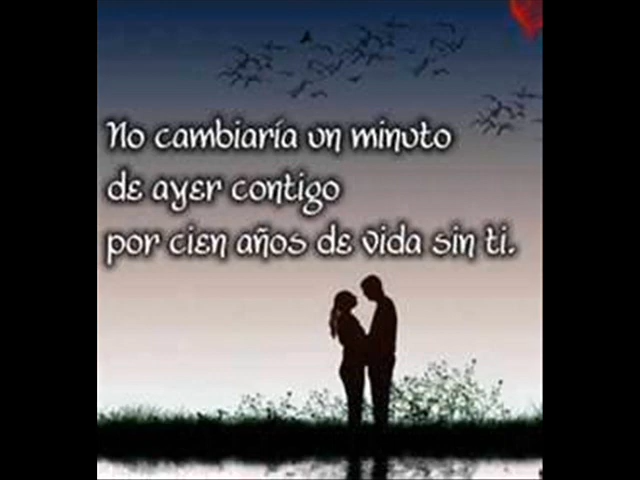 No cambiaría un minuto
de ayer contigo
por cien años de vida sin ti.